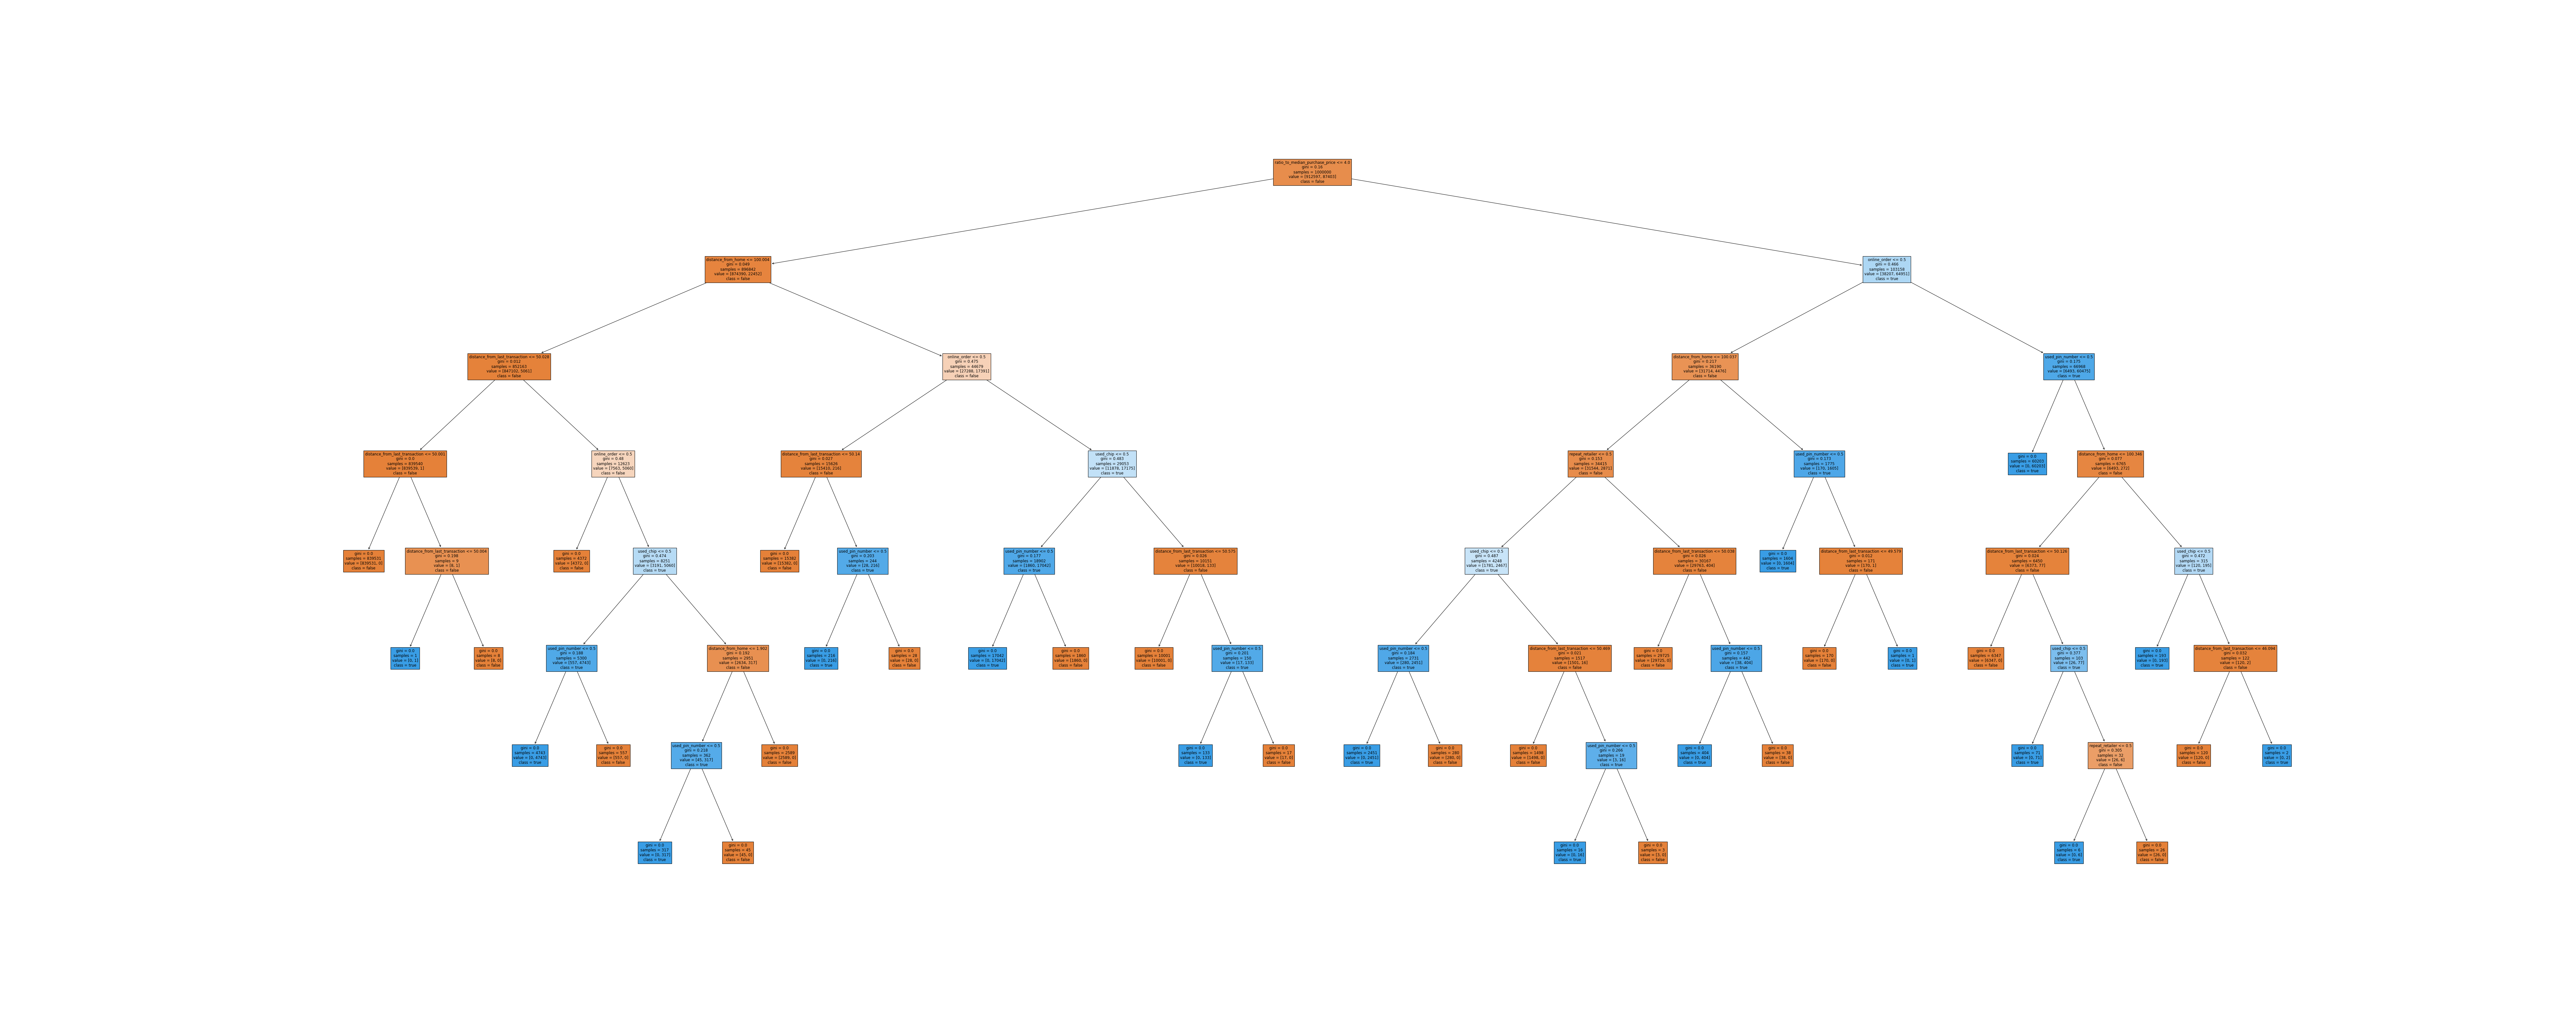 ratio_to_median_purchase_price <= 4.0
gini = 0.16
samples = 1000000
value = [912597, 87403]
class = false
distance_from_home <= 100.004
samples = 896842
value = [874390, 22452]
class = false
online_order <= 0.5
gini = 0.466
samples = 103158
value = [38207, 64951]
class = true
distance_from_last_transaction <= 50.026
gini = 0.012
samples = 852163
value = [847102, 5061]
class = false
online_order <= 0.5
gini = 0.475
samples = 44679
value = [27288, 17391]
class = false
distance_from_home <= 100.037
gini = 0.217
samples = 36190
value = [31714, 4476]
class = false
used_pin_number <= 0.5
gini = 0.175
samples = 66968
value = [6493, 60475]
class = true
distance_from_last_transaction <= 50.001
gini = 0.0
samples = 839540
value = [839539, 1]
class = false
online_order <= 0.5
gini = 0.48
samples = 12623
value = [7563, 5060]
class = false
distance_from_last_transaction <= 50.14
gini = 0.027
samples = 15626
value = [15410, 216]
class = false
used_chip <= 0.5
gini = 0.483
samples = 29053
value = [11878, 17175]
class = true
repeat_retailer <= 0.5
gini = 0.153
samples = 34415
value = [31544, 2871]
class = false
used_pin_number <= 0.5
gini = 0.173
samples = 1775
value = [170, 1605]
class = true
gini = 0.0
samples = 60203
value = [0, 60203]
class = true
distance_from_home <= 100.346
gini = 0.077
samples = 6765
value = [6493, 272]
class = false
gini = 0.0
samples = 839531
value = [839531, 0]
class = false
distance_from_last_transaction <= 50.004
gini = 0.198
samples = 9
value = [8, 1]
class = false
gini = 0.0
samples = 4372
value = [4372, 0]
class = false
used_chip <= 0.5
gini = 0.474
samples = 8251
value = [3191, 5060]
class = true
gini = 0.0
samples = 15382
value = [15382, 0]
class = false
used_pin_number <= 0.5
gini = 0.203
samples = 244
value = [28, 216]
class = true
used_pin_number <= 0.5
gini = 0.177
samples = 18902
value = [1860, 17042]
class = true
distance_from_last_transaction <= 50.575
gini = 0.026
samples = 10151
value = [10018, 133]
class = false
used_chip <= 0.5
gini = 0.487
samples = 4248
value = [1781, 2467]
class = true
distance_from_last_transaction <= 50.038
gini = 0.026
samples = 30167
value = [29763, 404]
class = false
gini = 0.0
samples = 1604
value = [0, 1604]
class = true
distance_from_last_transaction <= 49.579
gini = 0.012
samples = 171
value = [170, 1]
class = false
distance_from_last_transaction <= 50.126
gini = 0.024
samples = 6450
value = [6373, 77]
class = false
used_chip <= 0.5
gini = 0.472
samples = 315
value = [120, 195]
class = true
gini = 0.0
samples = 1
value = [0, 1]
class = true
gini = 0.0
samples = 8
value = [8, 0]
class = false
used_pin_number <= 0.5
gini = 0.188
samples = 5300
value = [557, 4743]
class = true
gini = 0.192
samples = 2951
value = [2634, 317]
class = false
gini = 0.0
samples = 216
value = [0, 216]
class = true
gini = 0.0
samples = 28
value = [28, 0]
class = false
gini = 0.0
samples = 17042
value = [0, 17042]
class = true
gini = 0.0
samples = 1860
value = [1860, 0]
class = false
gini = 0.0
samples = 10001
value = [10001, 0]
class = false
used_pin_number <= 0.5
gini = 0.201
samples = 150
value = [17, 133]
class = true
used_pin_number <= 0.5
gini = 0.184
samples = 2731
value = [280, 2451]
class = true
distance_from_last_transaction <= 50.469
gini = 0.021
samples = 1517
value = [1501, 16]
class = false
gini = 0.0
samples = 29725
value = [29725, 0]
class = false
used_pin_number <= 0.5
gini = 0.157
samples = 442
value = [38, 404]
class = true
gini = 0.0
samples = 170
value = [170, 0]
class = false
gini = 0.0
samples = 1
value = [0, 1]
class = true
gini = 0.0
samples = 6347
value = [6347, 0]
class = false
used_chip <= 0.5
gini = 0.377
samples = 103
value = [26, 77]
class = true
gini = 0.0
samples = 193
value = [0, 193]
class = true
distance_from_last_transaction <= 46.094
gini = 0.032
samples = 122
value = [120, 2]
class = false
gini = 0.0
samples = 4743
value = [0, 4743]
class = true
gini = 0.0
samples = 557
value = [557, 0]
class = false
used_pin_number <= 0.5
gini = 0.218
value = [45, 317]
class = true
gini = 0.0
samples = 2589
value = [2589, 0]
class = false
gini = 0.0
samples = 133
value = [0, 133]
class = true
gini = 0.0
samples = 17
value = [17, 0]
class = false
gini = 0.0
samples = 2451
value = [0, 2451]
class = true
gini = 0.0
samples = 280
value = [280, 0]
class = false
gini = 0.0
samples = 1498
value = [1498, 0]
class = false
used_pin_number <= 0.5
gini = 0.266
samples = 19
value = [3, 16]
class = true
gini = 0.0
samples = 404
value = [0, 404]
class = true
gini = 0.0
samples = 38
value = [38, 0]
class = false
gini = 0.0
samples = 71
value = [0, 71]
class = true
repeat_retailer <= 0.5
gini = 0.305
samples = 32
value = [26, 6]
class = false
gini = 0.0
samples = 120
value = [120, 0]
class = false
gini = 0.0
samples = 2
value = [0, 2]
class = true
gini = 0.0
samples = 317
value = [0, 317]
class = true
gini = 0.0
samples = 45
value = [45, 0]
class = false
gini = 0.0
samples = 16
value = [0, 16]
class = true
gini = 0.0
samples = 3
value = [3, 0]
class = false
gini = 0.0
samples = 6
value = [0, 6]
class = true
gini = 0.0
samples = 26
value = [26, 0]
class = false